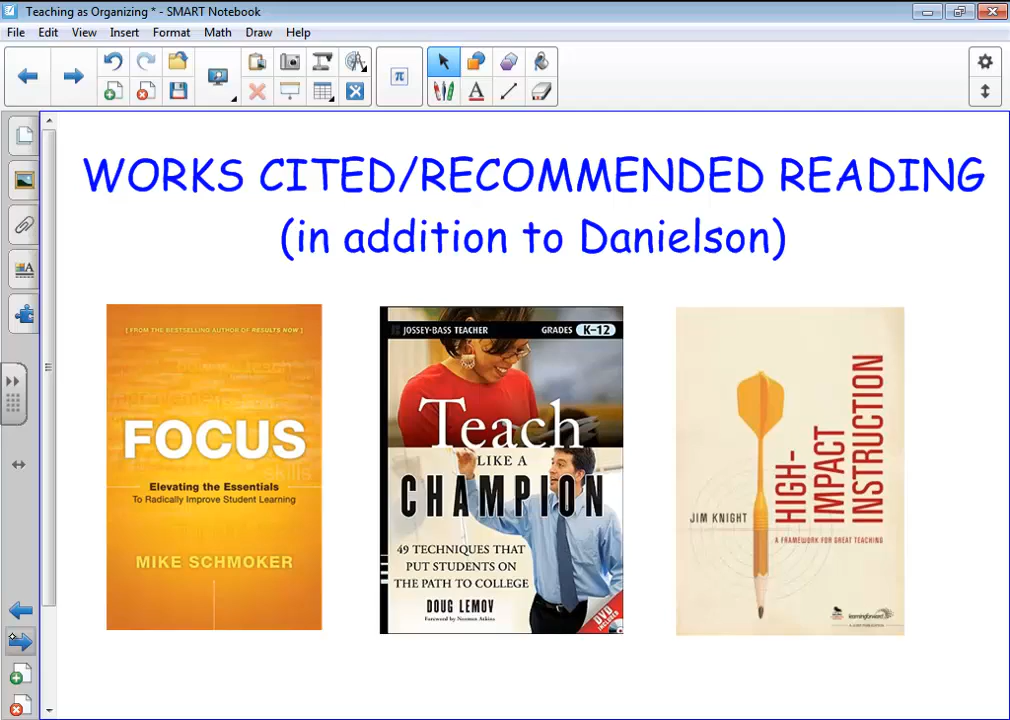 Teaching as Organizing * - SMART Notebook
File Edit View Insert Format Math Draw Help
π
WORKS CITED/RECOMMENDED READING
(in addition to Danielson)
[ FROM THE BESTSELLING AUTHOR OF RESULTS NOW ]
FOCUS
skills
Elevating the Essentials
To Radically Improve Student Learning
MIKE SCHMOKER
JOSSEY-BASS TEACHER GRADES K–12
Teach
LIKE A
CHAMPION
49 TECHNIQUES THAT
PUT STUDENTS ON
THE PATH TO COLLEGE
DOUG LEMOV
Foreword by Norman Atkins
DVD
INCLUDED
JIM KNIGHT
HIGH-
IMPACT
INSTRUCTION
A FRAMEWORK FOR GREAT TEACHING
learningforward